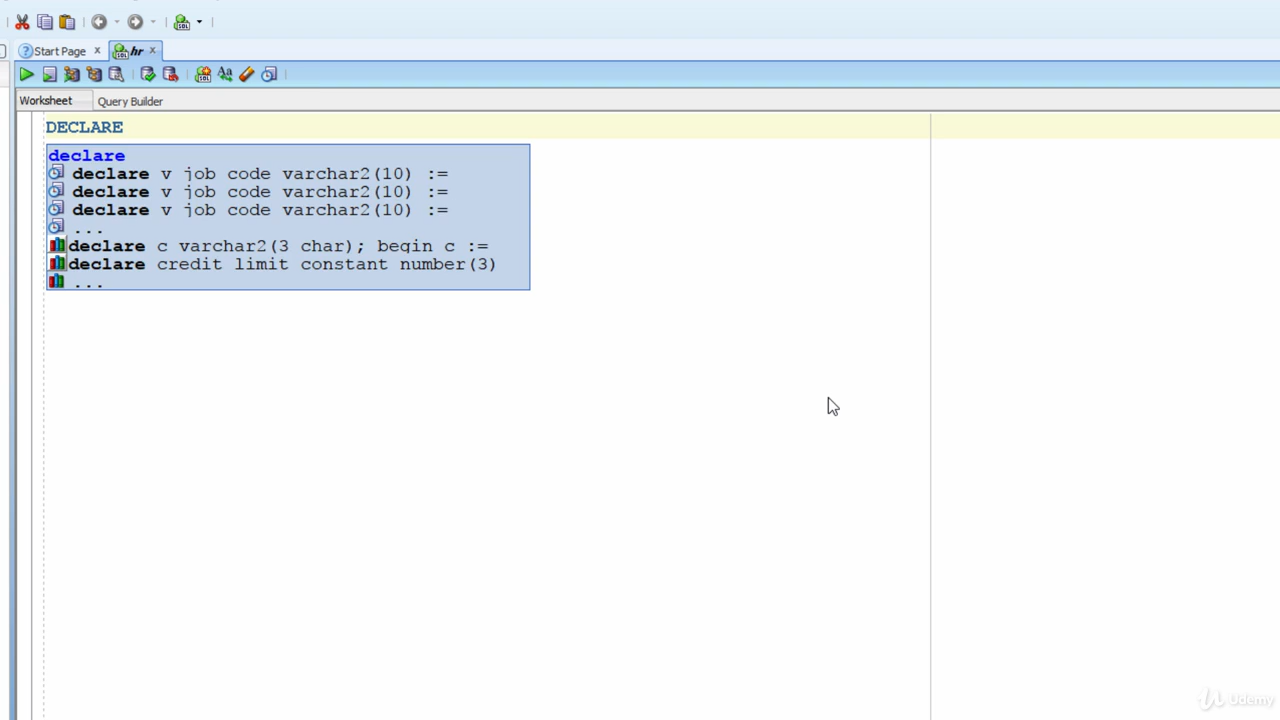 Start Page
hr
Worksheet
Query Builder
DECLARE
declare
declare v job code varchar2(10) :=
declare v job code varchar2(10) :=
declare v job code varchar2(10) :=
...
declare c varchar2(3 char); begin c :=
declare credit limit constant number(3)
...
Udemy